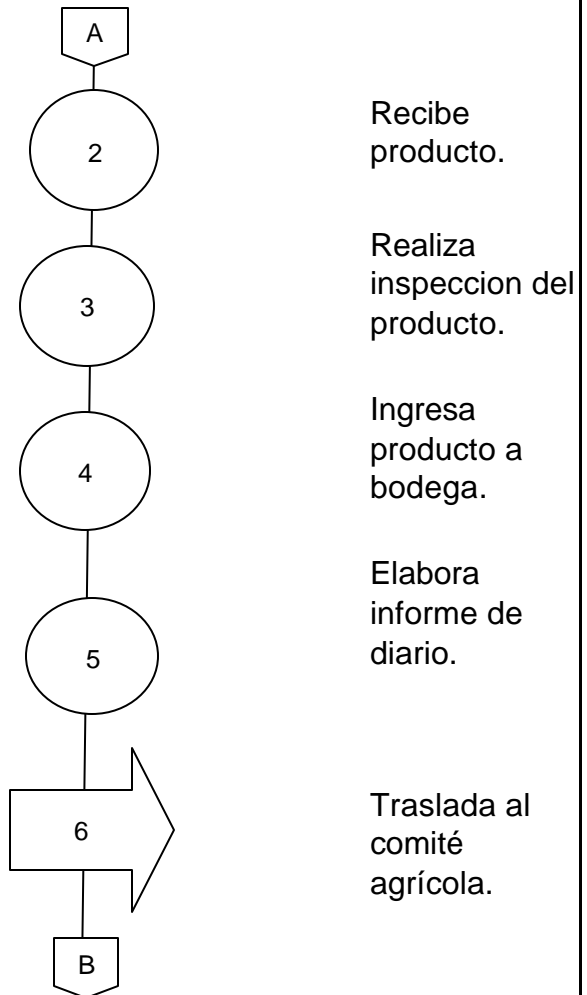 A
2
Recibe
producto.
3
Realiza
inspeccion del
producto.
4
Ingresa
producto a
bodega.
5
Elabora
informe de
diario.
6
Traslada al
comité
agrícola.
B